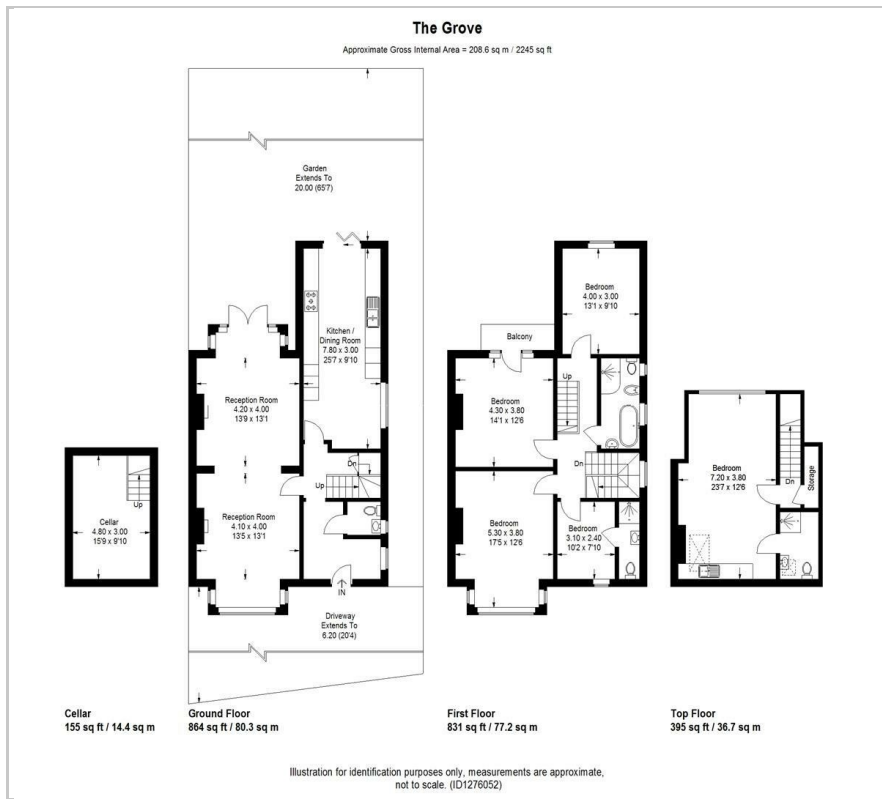 The Grove
Approximate Gross Internal Area = 208.6 sq m / 2245 sq ft
Garden
Extends To
20.00 (65'7)
Kitchen /
Dining Room
7.80 x 3.00
25'7 x 9'10
Reception Room
4.20 x 4.00
13'9 x 13'1
Reception Room
4.10 x 4.00
13'5 x 13'1
Dn
Up
IN
Driveway
Extends To
6.20 (20'4)
Cellar
4.80 x 3.00
15'9 x 9'10
Up
Bedroom
4.00 x 3.00
13'1 x 9'10
Balcony
Up
Bedroom
4.30 x 3.80
14'1 x 12'6
Dn
Bedroom
5.30 x 3.80
17'5 x 12'6
Bedroom
3.10 x 2.40
10'2 x 7'10
Bedroom
7.20 x 3.80
23'7 x 12'6
Dn
Storage
Cellar
155 sq ft / 14.4 sq m
Ground Floor
864 sq ft / 80.3 sq m
First Floor
831 sq ft / 77.2 sq m
Top Floor
395 sq ft / 36.7 sq m
Illustration for identification purposes only, measurements are approximate,
not to scale. (ID1276052)